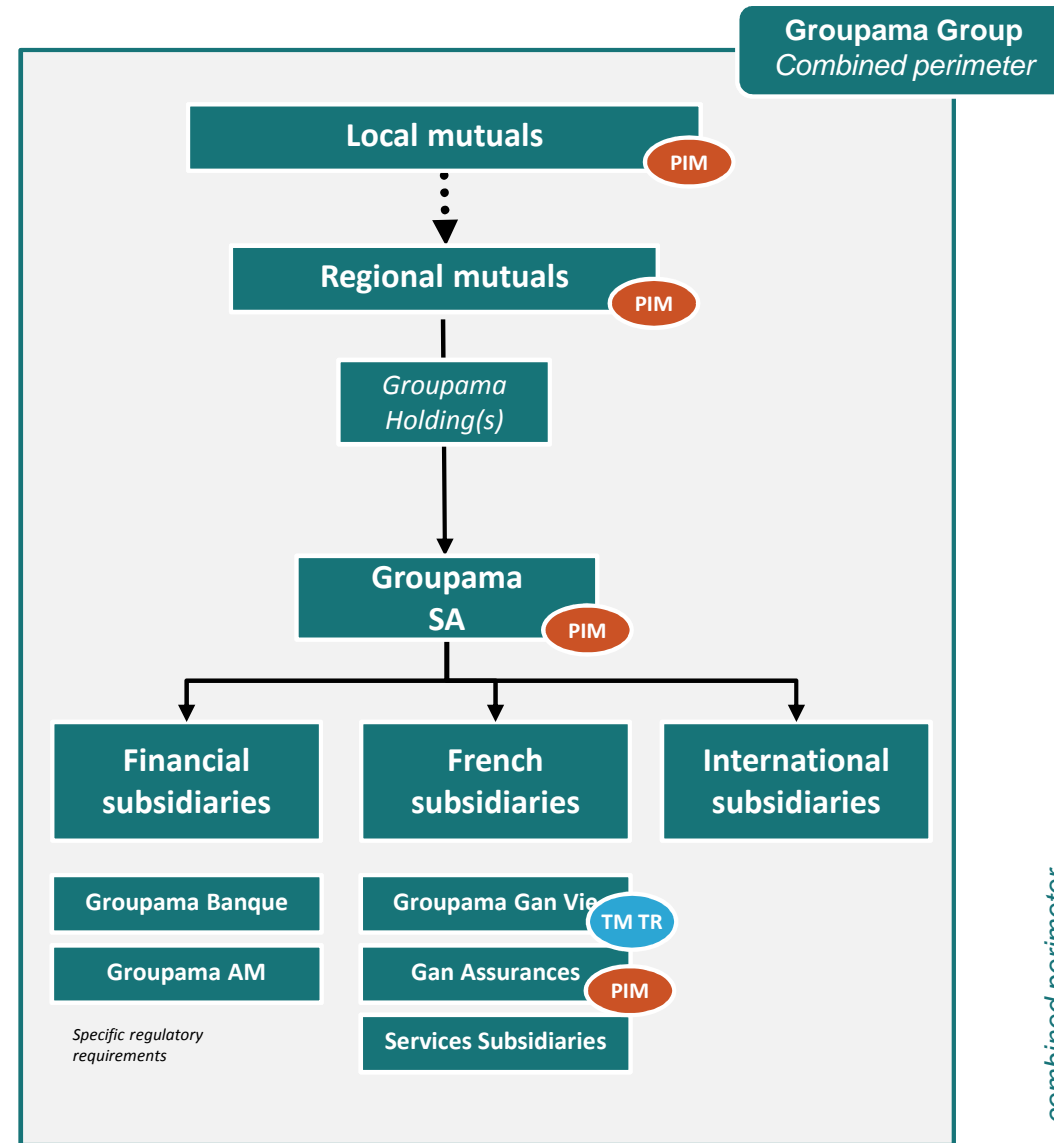 Groupama Group
Combined perimeter
Local mutuals
PIM
Regional mutuals
PIM
Groupama
Holding(s)
Groupama
SA
PIM
Financial
subsidiaries
French
subsidiaries
International
subsidiaries
Groupama Banque
Groupama Gan Vie
TM TR
Groupama AM
Gan Assurances
PIM
Specific regulatory
requirements
Services Subsidiaries
combined perimeter